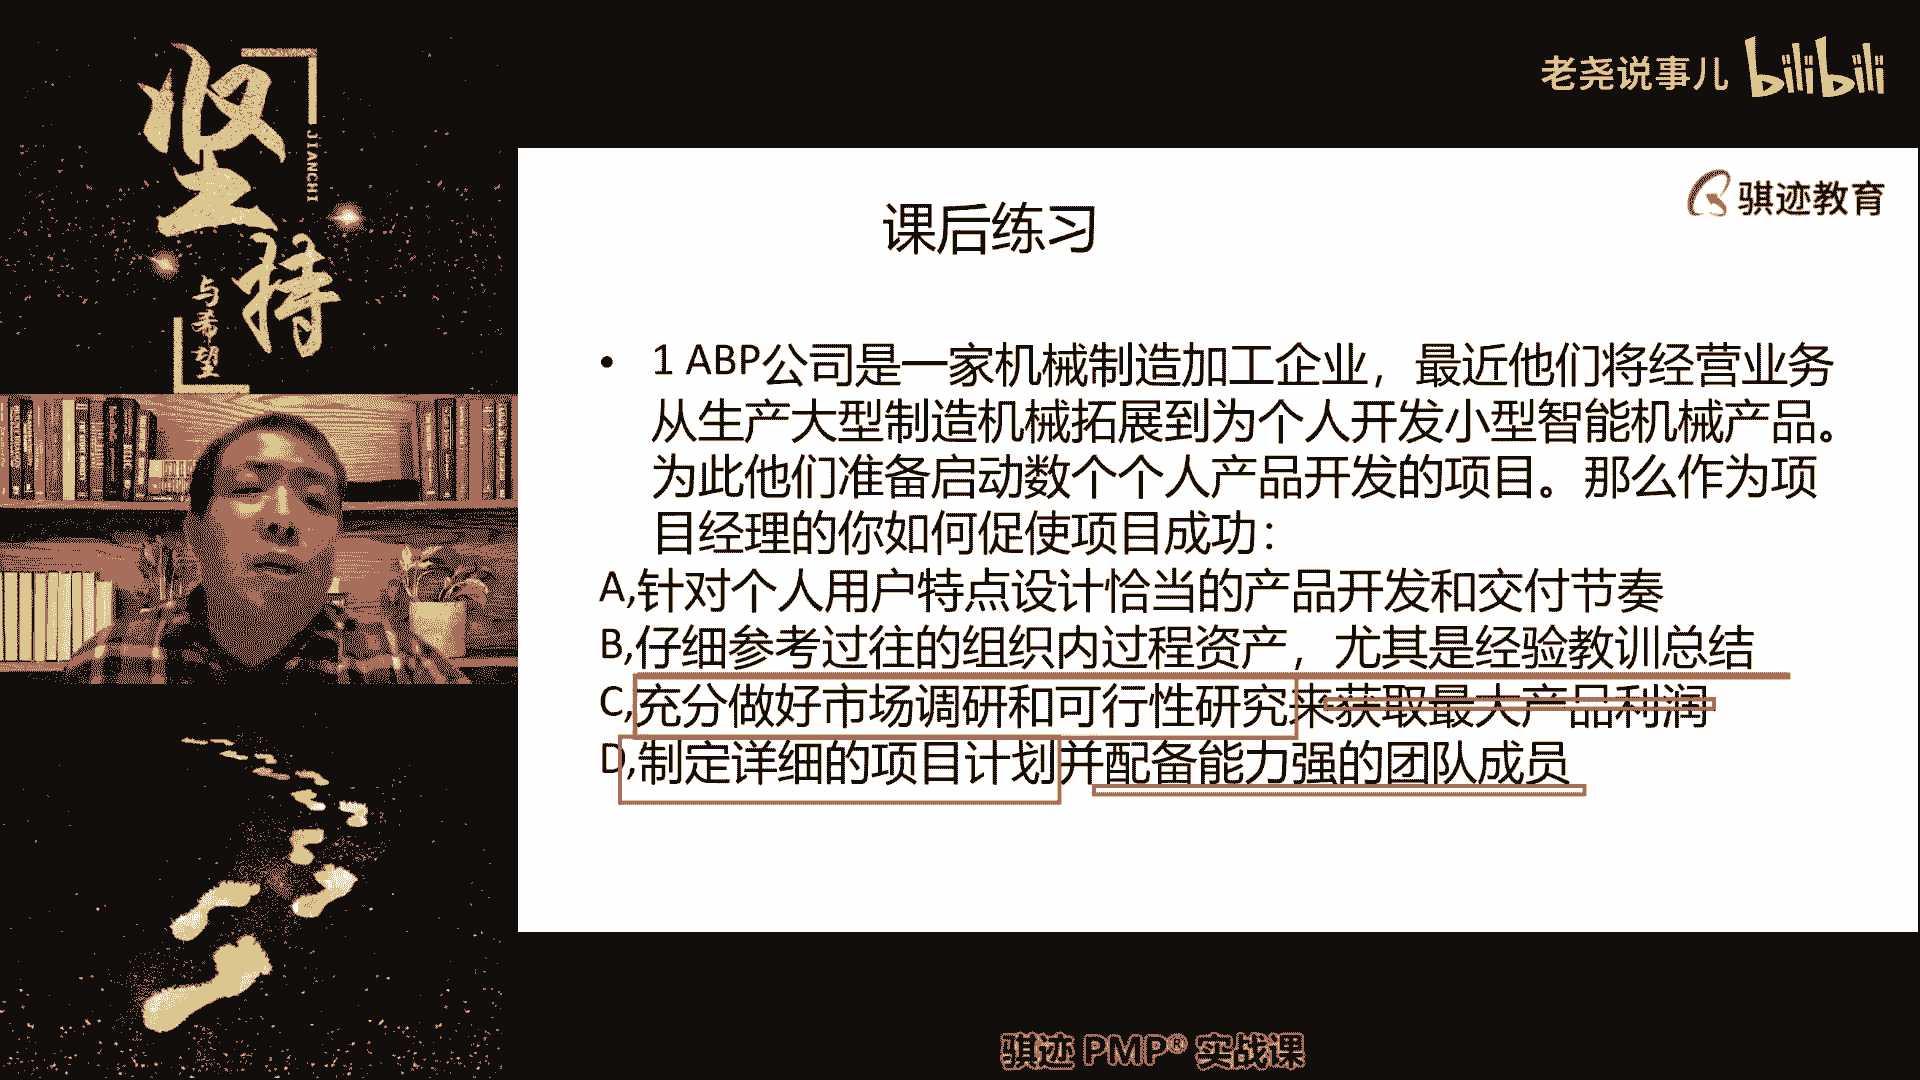 坚持
JIANCHI
与希望
老尧说事儿 bilibili
骐迹教育
课后练习
• 1 ABP公司是一家机械制造加工企业，最近他们将经营业务
从生产大型制造机械拓展到为个人开发小型智能机械产品。
为此他们准备启动数个个人产品开发的项目。那么作为项
目经理的你如何促使项目成功：
A,针对个人用户特点设计恰当的产品开发和交付节奏
B,仔细参考过往的组织内过程资产，尤其是经验教训总结
C,充分做好市场调研和可行性研究来获取最大产品利润
D,制定详细的项目计划并配备能力强的团队成员
骐迹 PMP® 实战课